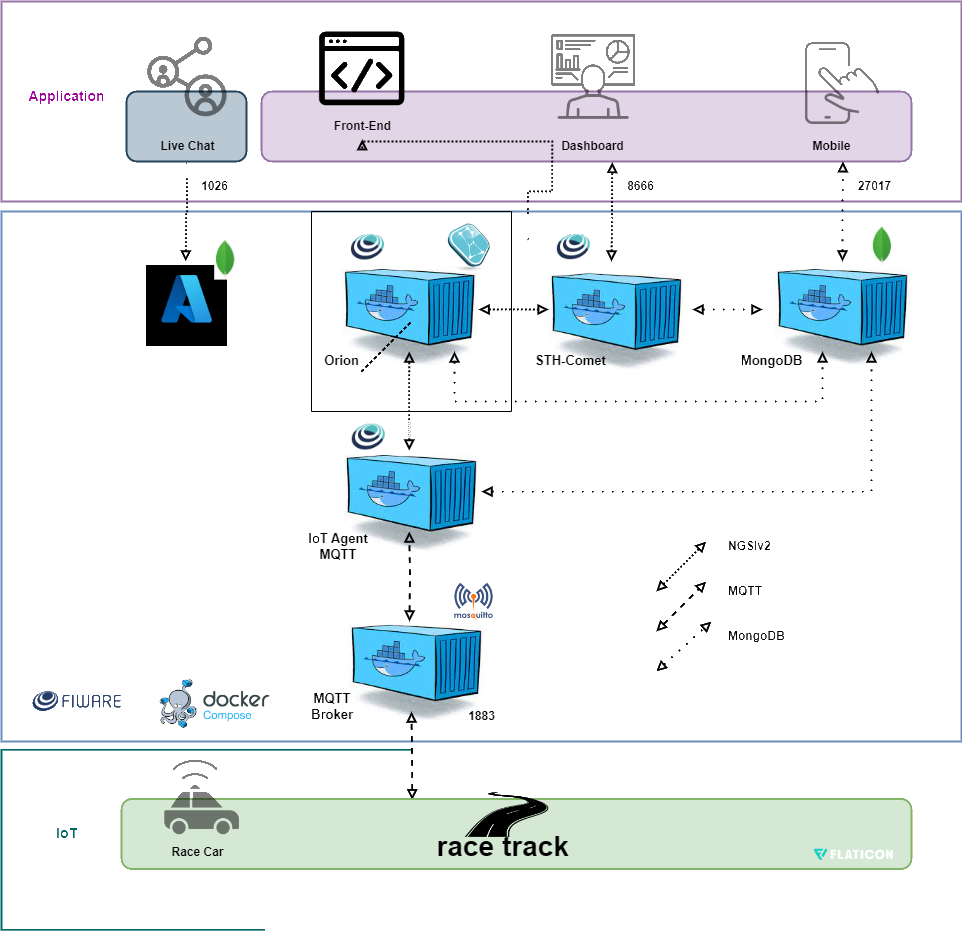 Application
Live Chat
Front-End
Dashboard
Mobile
1026
8666
27017
Orion
STH-Comet
MongoDB
IoT Agent
MQTT
NGSIv2
MQTT
MongoDB
mosquitto
FIWARE
docker
Compose
MQTT
Broker
1883
IoT
Race Car
race track
FLATICON